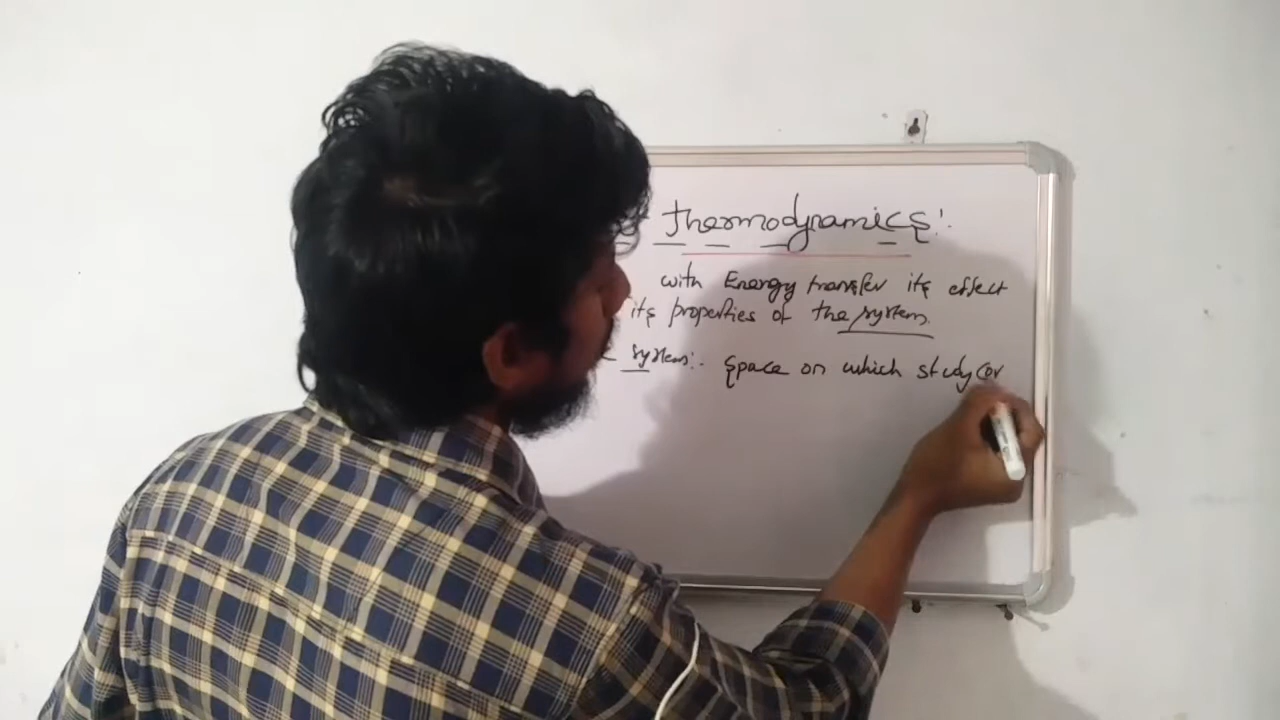 thermodynamics:
with Energy transfer its effect
its properties of the system.
system:- space on which study or